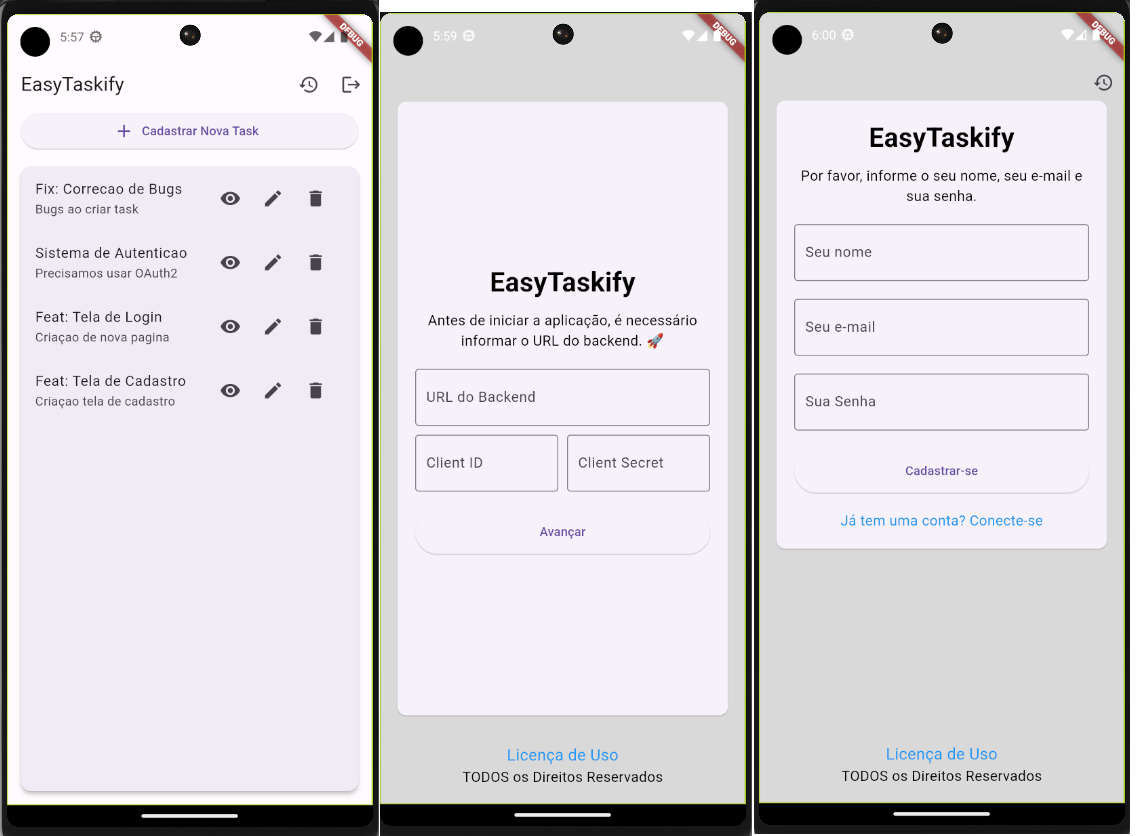 5:57
DEBUG
EasyTaskify
Cadastrar Nova Task
Fix: Correcao de Bugs
Bugs ao criar task
Sistema de Autenticao
Precisamos usar OAuth2
Feat: Tela de Login
Criaçao de nova pagina
Feat: Tela de Cadastro
Criaçao tela de cadastro
5:59
DEBUG
EasyTaskify
Antes de iniciar a aplicação, é necessário
informar o URL do backend. 🚀
URL do Backend
Client ID
Client Secret
Avançar
Licença de Uso
TODOS os Direitos Reservados
6:00
DEBUG
EasyTaskify
Por favor, informe o seu nome, seu e-mail e
sua senha.
Seu nome
Seu e-mail
Sua Senha
Cadastrar-se
Já tem uma conta? Conecte-se
Licença de Uso
TODOS os Direitos Reservados